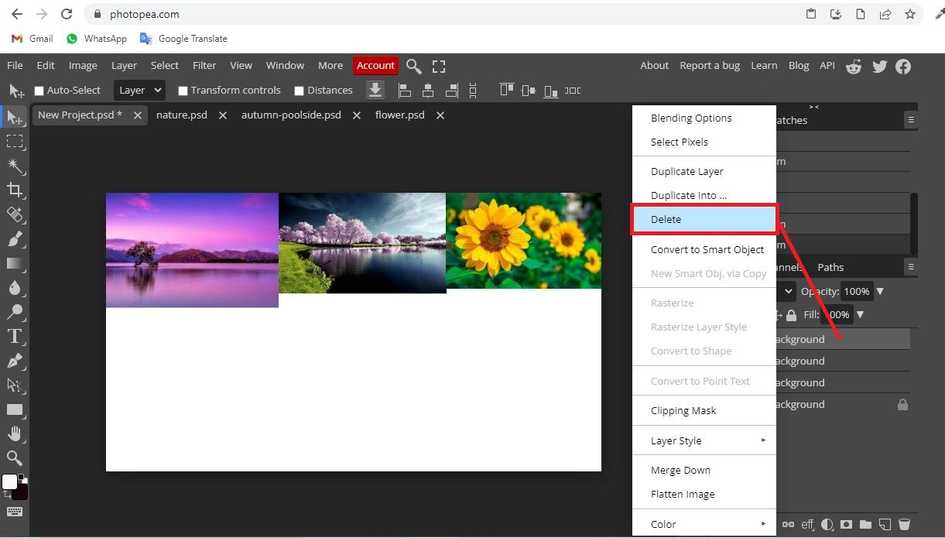 photopea.com
Gmail WhatsApp Google Translate
File Edit Image Layer Select Filter View Window More Account About Report a bug Learn Blog API
Auto-Select Layer Transform controls Distances
New Project.psd * nature.psd autumn-poolside.psd flower.psd
Blending Options
Select Pixels
Duplicate Layer
Duplicate Into ...
Delete
Convert to Smart Object
New Smart Obj. via Copy
Rasterize
Rasterize Layer Style
Convert to Shape
Convert to Point Text
Clipping Mask
Layer Style
Merge Down
Flatten Image
Color
atches
m
m
m
annels Paths
Opacity: 100%
Fill: 00%
ackground
ackground
ackground
ackground
eff